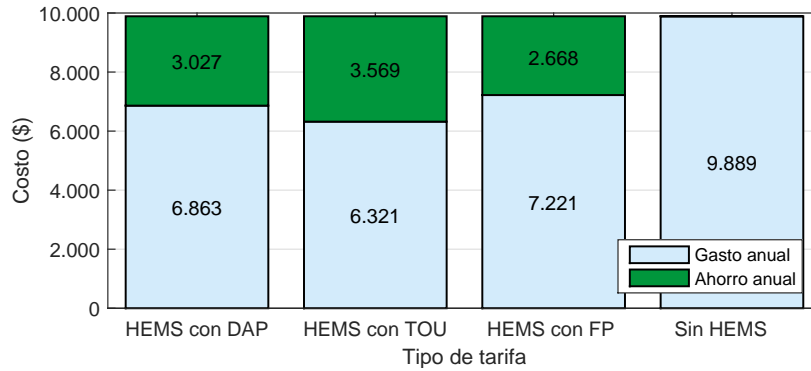 Costo ($)
10.000
8.000
6.000
4.000
2.000
0
3.027
3.569
2.668
6.863
6.321
7.221
9.889
Gasto anual
Ahorro anual
HEMS con DAP
HEMS con TOU
HEMS con FP
Sin HEMS
Tipo de tarifa